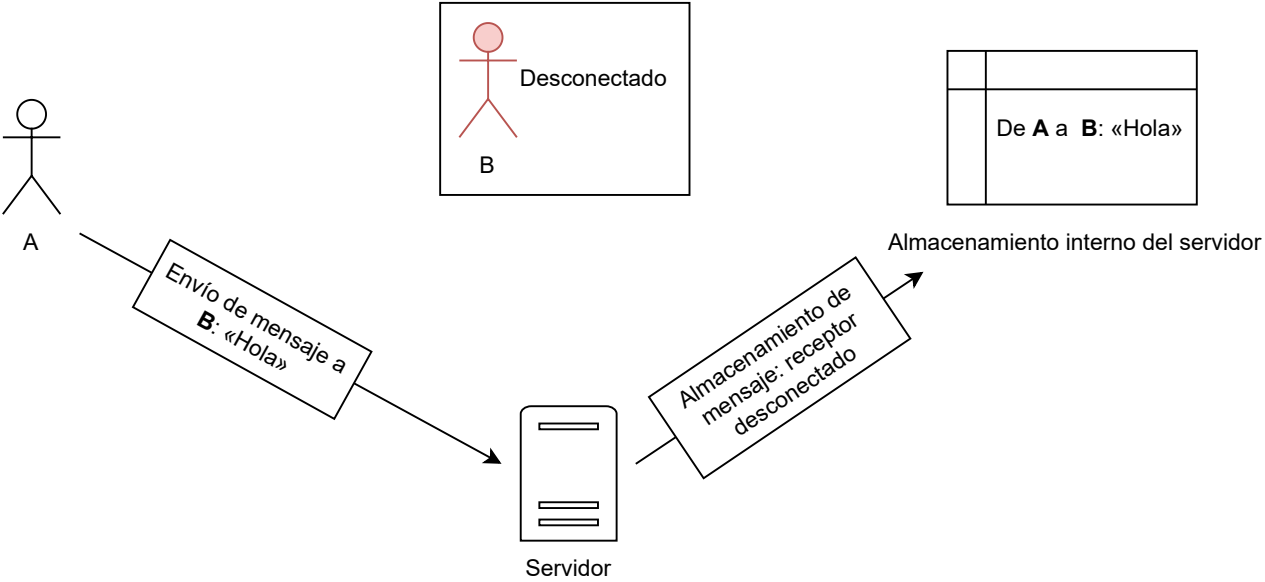 Desconectado
B
A
De A a B: «Hola»
Almacenamiento interno del servidor
Envío de mensaje a
B: «Hola»
Almacenamiento de
mensaje: receptor
desconectado
Servidor